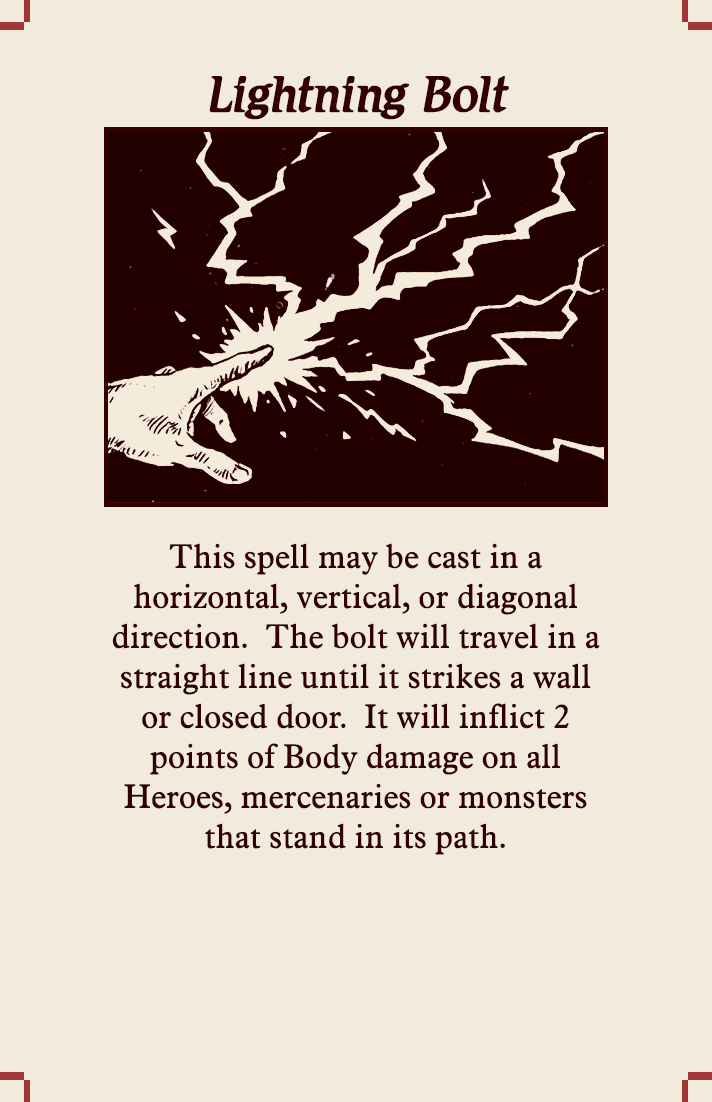 Lightning Bolt
This spell may be cast in a
horizontal, vertical, or diagonal
direction.  The bolt will travel in a
straight line until it strikes a wall
or closed door.  It will inflict 2
points of Body damage on all
Heroes, mercenaries or monsters
that stand in its path.